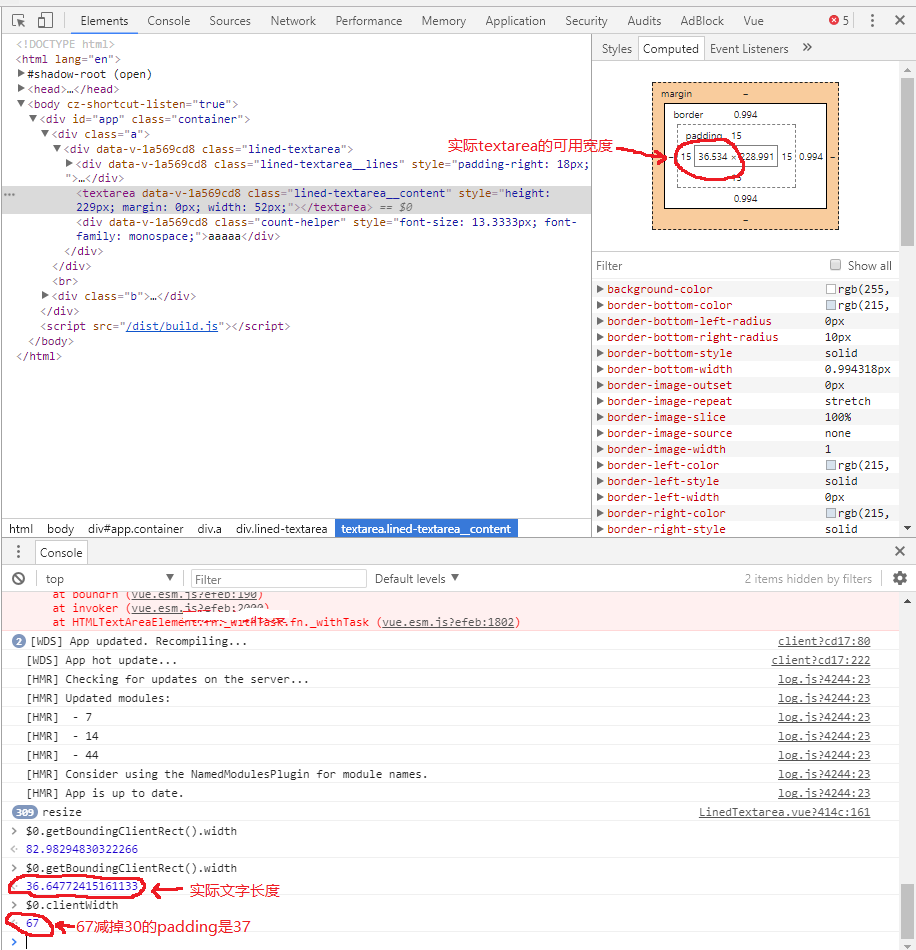 Elements Console Sources Network Performance Memory Application Security Audits AdBlock Vue 5
<!DOCTYPE html>
<html lang="en">
#shadow-root (open)
<head>…</head>
<body cz-shortcut-listen="true">
<div id="app" class="container">
<div class="a">
<div data-v-1a569cd8 class="lined-textarea">
<div data-v-1a569cd8 class="lined-textarea__lines" style="padding-right: 18px;
">…</div>
<textarea data-v-1a569cd8 class="lined-textarea__content" style="height:
229px; margin: 0px; width: 52px;"></textarea> == $0
<div data-v-1a569cd8 class="count-helper" style="font-size: 13.3333px; font-
family: monospace;">aaaaa</div>
</div>
</div>
<br>
<div class="b">…</div>
</div>
<script src="/dist/build.js"></script>
</body>
</html>
html body div#app.container div.a div.lined-textarea textarea.lined-textarea__content
Styles Computed Event Listeners »
margin –
border 0.994
padding 15
实际textarea的可用宽度
– 15 36.534 × 228.991 15 0.994 –
15
0.994
–
Filter Show all
background-color rgb(255,
border-bottom-color rgb(215,
border-bottom-left-radius 0px
border-bottom-right-radius 10px
border-bottom-style solid
border-bottom-width 0.994318px
border-image-outset 0px
border-image-repeat stretch
border-image-slice 100%
border-image-source none
border-image-width 1
border-left-color rgb(215,
border-left-style solid
border-left-width 0px
border-right-color rgb(215,
border-right-style solid
Console
top Filter Default levels 2 items hidden by filters
at boundFn (vue.esm.js?efeb:190)
at invoker (vue.esm.js?efeb:2000)
at HTMLTextAreaElement.fn._withTask.fn._withTask (vue.esm.js?efeb:1802)
2 [WDS] App updated. Recompiling... client?cd17:80
[WDS] App hot update... client?cd17:222
[HMR] Checking for updates on the server... log.js?4244:23
[HMR] Updated modules: log.js?4244:23
[HMR] - 7 log.js?4244:23
[HMR] - 14 log.js?4244:23
[HMR] - 44 log.js?4244:23
[HMR] Consider using the NamedModulesPlugin for module names. log.js?4244:23
[HMR] App is up to date. log.js?4244:23
309 resize LinedTextarea.vue?414c:161
> $0.getBoundingClientRect().width
82.98294830322266
> $0.getBoundingClientRect().width
36.64772415161133 实际文字长度
> $0.clientWidth
67 67减掉30的padding是37
>